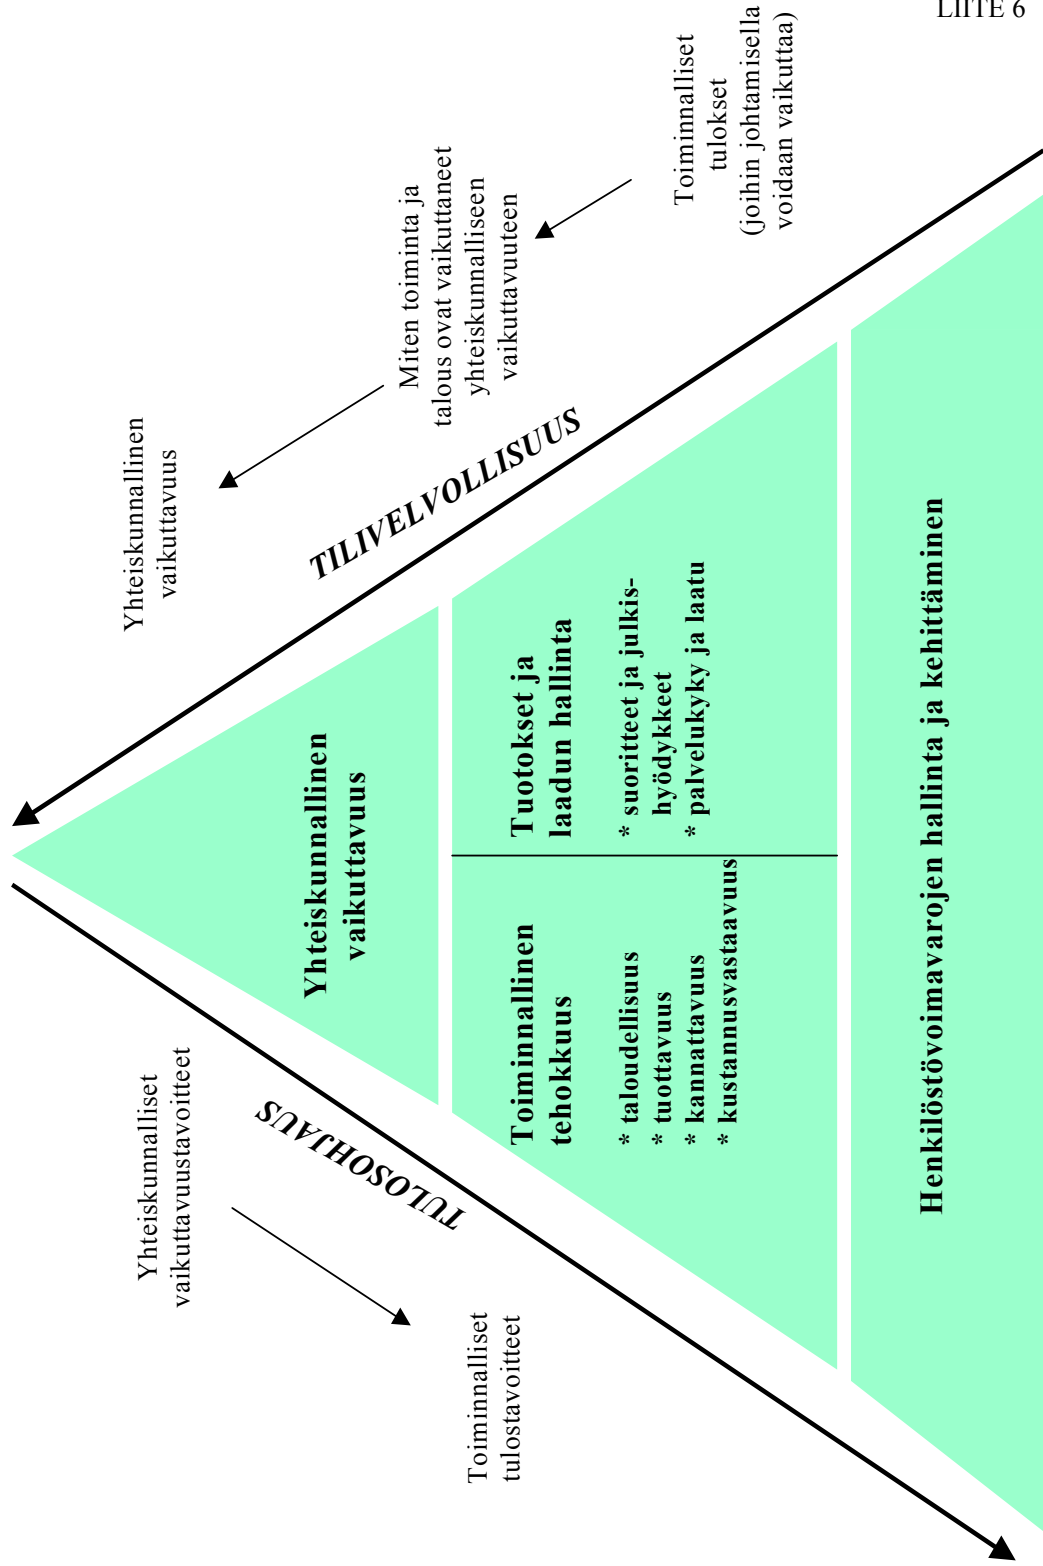 LIITE 6
Yhteiskunnalliset
vaikuttavuustavoitteet
Toiminnalliset
tulostavoitteet
TULOSOHJAUS
Yhteiskunnallinen
vaikuttavuus
Miten toiminta ja
talous ovat vaikuttaneet
yhteiskunnalliseen
vaikuttavuuteen
Toiminnalliset
tulokset
(joihin johtamisella
voidaan vaikuttaa)
TILIVELVOLLISUUS
Yhteiskunnallinen
vaikuttavuus
Toiminnallinen
tehokkuus
* taloudellisuus
* tuottavuus
* kannattavuus
* kustannusvastaavuus
Tuotokset ja
laadun hallinta
* suoritteet ja julkis-
hyödykkeet
* palvelukyky ja laatu
Henkilöstövoimavarojen hallinta ja kehittäminen